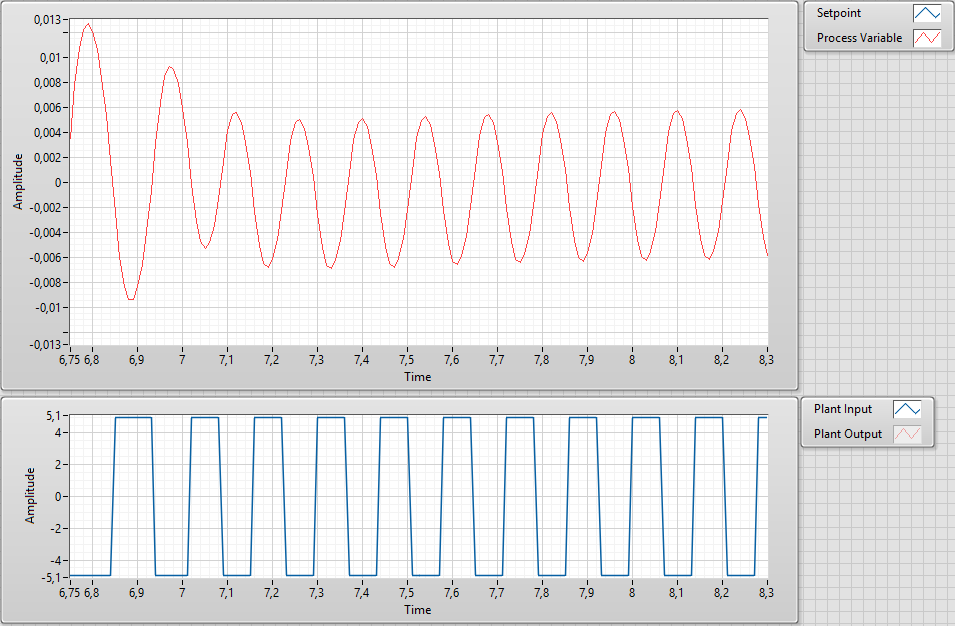 Setpoint
Process Variable
Amplitude
0,013
0,01
0,008
0,006
0,004
0,002
0
-0,002
-0,004
-0,006
-0,008
-0,01
-0,013
6,75 6,8 6,9 7 7,1 7,2 7,3 7,4 7,5 7,6 7,7 7,8 7,9 8 8,1 8,2 8,3
Time
Plant Input
Plant Output
Amplitude
5,1
4
2
0
-2
-4
-5,1
6,75 6,8 6,9 7 7,1 7,2 7,3 7,4 7,5 7,6 7,7 7,8 7,9 8 8,1 8,2 8,3
Time